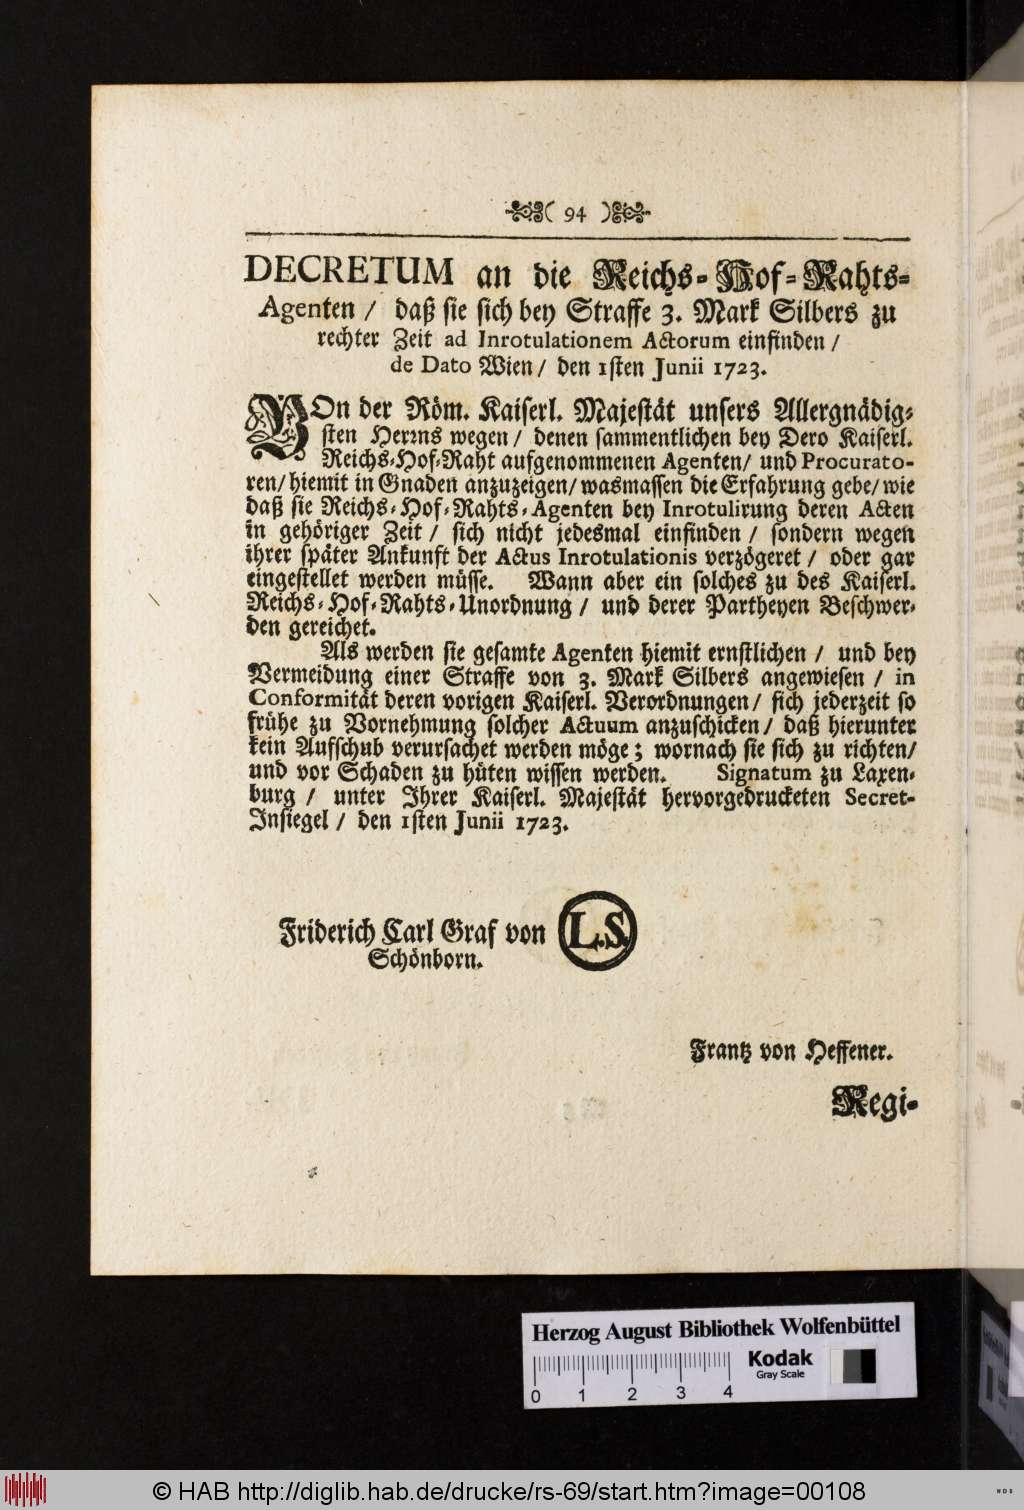 ( 94 )
DECRETUM an die Reichs-Hof-Rahts-
Agenten / daß sie sich bey Straffe 3. Mark Silbers zu
rechter Zeit ad Inrotulationem Actorum einfinden /
de Dato Wien / den 1sten Junii 1723.
VOn der Röm. Kaiserl. Majestät unsers Allergnädig-
sten Herrns wegen / denen sammentlichen bey Dero Kaiserl.
Reichs-Hof-Raht aufgenommenen Agenten / und Procurato-
ren / hiemit in Gnaden anzuzeigen / wasmassen die Erfahrung gebe / wie
daß sie Reichs-Hof-Rahts-Agenten bey Inrotulirung deren Acten
in gehöriger Zeit / sich nicht jedesmal einfinden / sondern wegen
ihrer später Ankunft der Actus Inrotulationis verzögeret / oder gar
eingestellet werden müsse. Wann aber ein solches zu des Kaiserl.
Reichs-Hof-Rahts-Unordnung / und derer Partheyen Beschwer-
den gereichet.
Als werden sie gesamte Agenten hiemit ernstlichen / und bey
Vermeidung einer Straffe von 3. Mark Silbers angewiesen / in
Conformität deren vorigen Kaiserl. Verordnungen / sich jederzeit so
frühe zu Vornehmung solcher Actuum anzuschicken / daß hierunter
kein Aufschub verursachet werden möge; wornach sie sich zu richten /
und vor Schaden zu hüten wissen werden. Signatum zu Laxen-
burg / unter Ihrer Kaiserl. Majestät hervorgedrucketen Secret-
Insiegel / den 1sten Junii 1723.
Friderich Carl Graf von
Schönborn.
L.S.
Frantz von Heffener.
Regi-
Herzog August Bibliothek Wolfenbüttel
Kodak
Gray Scale
0 1 2 3 4
© HAB http://diglib.hab.de/drucke/rs-69/start.htm?image=00108